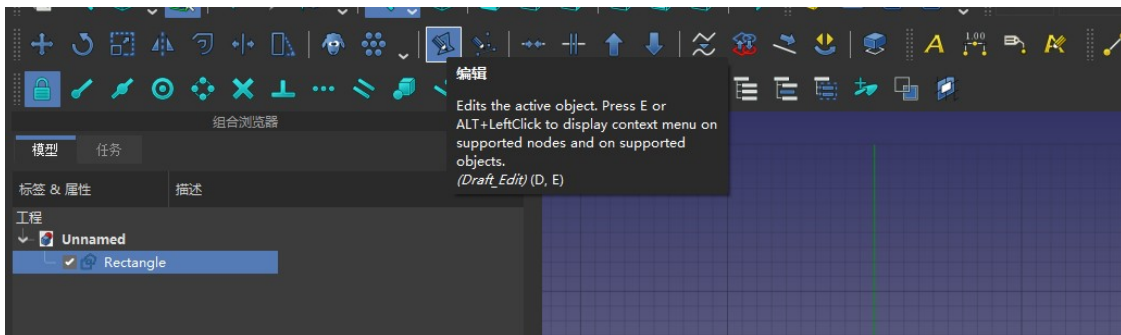 1.00
A
编辑
Edits the active object. Press E or
ALT+LeftClick to display context menu on
supported nodes and on supported
objects.
(Draft_Edit) (D, E)
组合浏览器
模型 任务
标签 & 属性 描述
工程
Unnamed
Rectangle